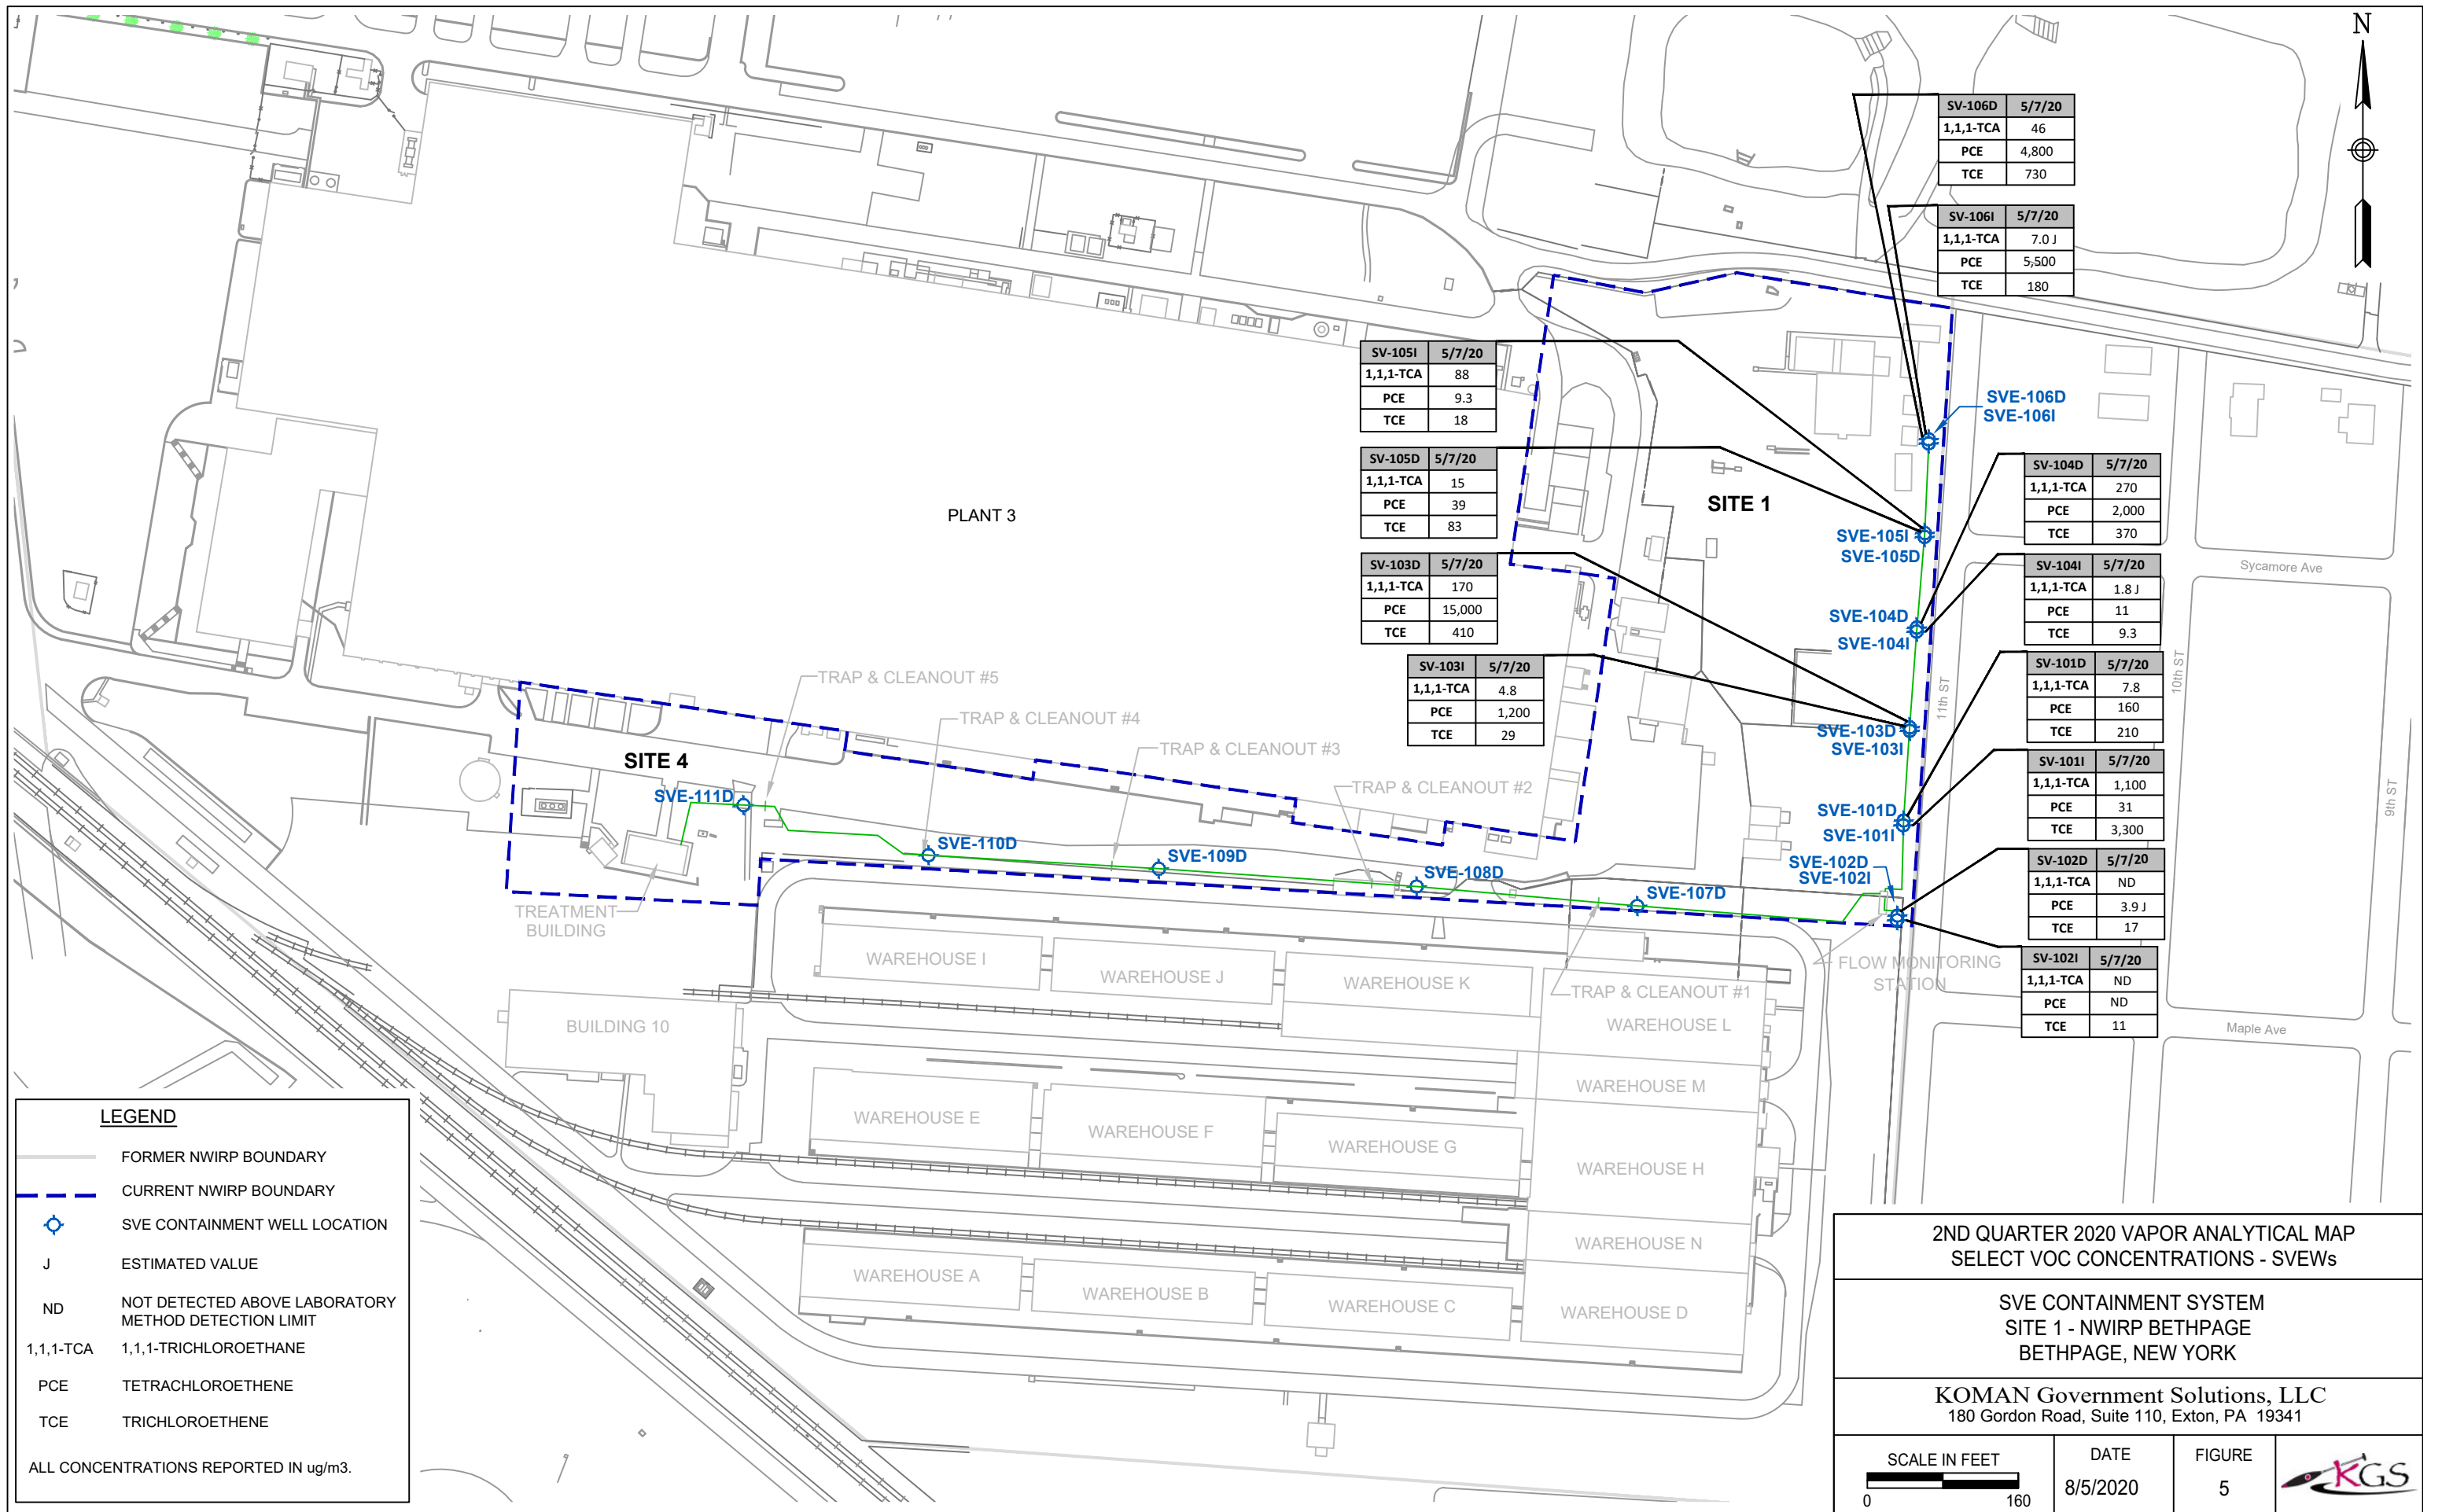 N
SV-106D 5/7/20
1,1,1-TCA 46
PCE 4,800
TCE 730
SV-106I 5/7/20
1,1,1-TCA 7.0 J
PCE 5,500
TCE 180
SV-105I 5/7/20
1,1,1-TCA 88
PCE 9.3
TCE 18
SV-105D 5/7/20
1,1,1-TCA 15
PCE 39
TCE 83
SV-103D 5/7/20
1,1,1-TCA 170
PCE 15,000
TCE 410
SV-103I 5/7/20
1,1,1-TCA 4.8
PCE 1,200
TCE 29
SV-104D 5/7/20
1,1,1-TCA 270
PCE 2,000
TCE 370
SV-104I 5/7/20
1,1,1-TCA 1.8 J
PCE 11
TCE 9.3
SV-101D 5/7/20
1,1,1-TCA 7.8
PCE 160
TCE 210
SV-101I 5/7/20
1,1,1-TCA 1,100
PCE 31
TCE 3,300
SV-102D 5/7/20
1,1,1-TCA ND
PCE 3.9 J
TCE 17
SV-102I 5/7/20
1,1,1-TCA ND
PCE ND
TCE 11
SVE-106D
SVE-106I
SITE 1
SVE-105I
SVE-105D
SVE-104D
SVE-104I
SVE-103D
SVE-103I
SVE-101D
SVE-101I
SVE-102D
SVE-102I
PLANT 3
Sycamore Ave
11th ST
10th ST
9th ST
Maple Ave
SITE 4
TRAP & CLEANOUT #5
TRAP & CLEANOUT #4
TRAP & CLEANOUT #3
TRAP & CLEANOUT #2
TRAP & CLEANOUT #1
SVE-111D
SVE-110D
SVE-109D
SVE-108D
SVE-107D
TREATMENT
BUILDING
FLOW MONITORING
STATION
BUILDING 10
WAREHOUSE I
WAREHOUSE J
WAREHOUSE K
WAREHOUSE L
WAREHOUSE M
WAREHOUSE E
WAREHOUSE F
WAREHOUSE G
WAREHOUSE H
WAREHOUSE N
WAREHOUSE A
WAREHOUSE B
WAREHOUSE C
WAREHOUSE D
LEGEND
FORMER NWIRP BOUNDARY
CURRENT NWIRP BOUNDARY
SVE CONTAINMENT WELL LOCATION
J ESTIMATED VALUE
ND NOT DETECTED ABOVE LABORATORY
METHOD DETECTION LIMIT
1,1,1-TCA 1,1,1-TRICHLOROETHANE
PCE TETRACHLOROETHENE
TCE TRICHLOROETHENE
ALL CONCENTRATIONS REPORTED IN ug/m3.
2ND QUARTER 2020 VAPOR ANALYTICAL MAP
SELECT VOC CONCENTRATIONS - SVEWs
SVE CONTAINMENT SYSTEM
SITE 1 - NWIRP BETHPAGE
BETHPAGE, NEW YORK
KOMAN Government Solutions, LLC
180 Gordon Road, Suite 110, Exton, PA 19341
SCALE IN FEET
0 160
DATE
8/5/2020
FIGURE
5
KGS